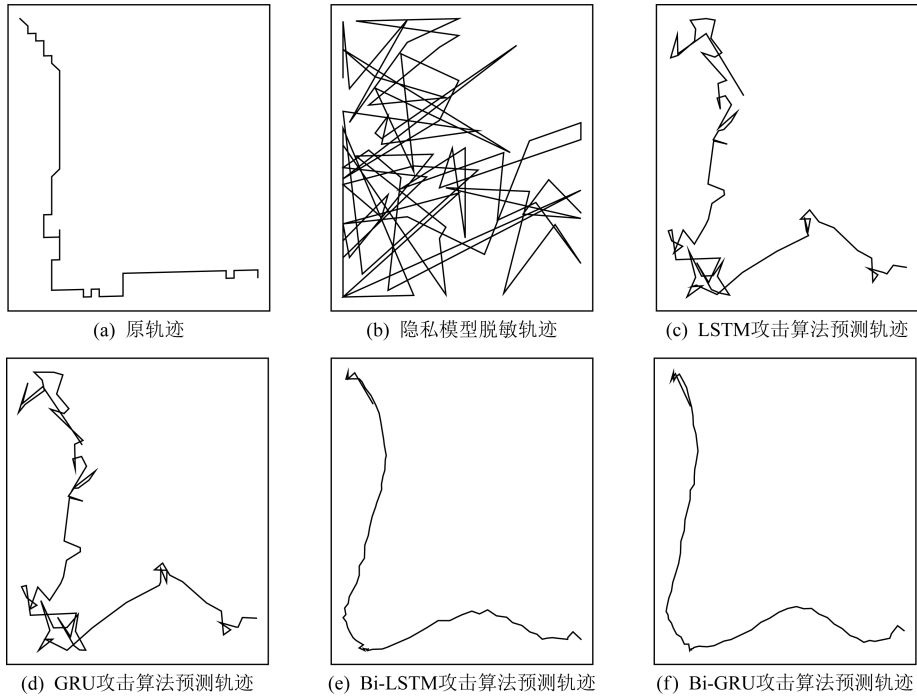 (a) 原轨迹
(b) 隐私模型脱敏轨迹
(c) LSTM攻击算法预测轨迹
(d) GRU攻击算法预测轨迹
(e) Bi-LSTM攻击算法预测轨迹
(f) Bi-GRU攻击算法预测轨迹